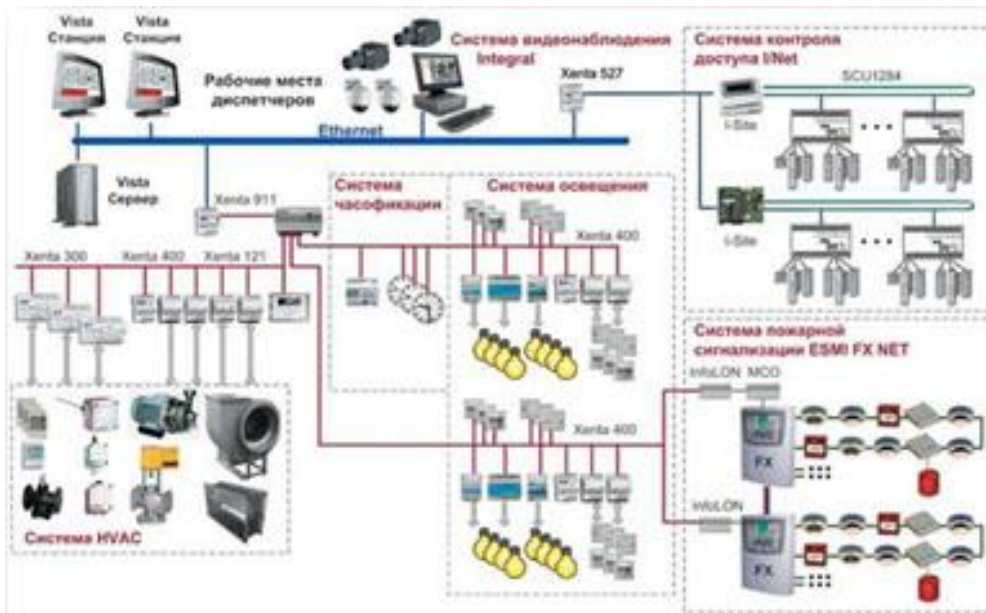 Vista
Станция
Vista
Станция
Рабочие места
диспетчеров
Система видеонаблюдения
Integral
Xenta 527
Ethernet
Vista
Сервер
Xenta 911
Система контроля
доступа I/Net
SCU1284
I-Site
I-Site
Система
часофикации
Система освещения
Xenta 400
Xenta 300
Xenta 400
Xenta 121
Система HVAC
Xenta 400
Система пожарной
сигнализации ESMI FX NET
InfoLON
MCO
FX
InfoLON
FX